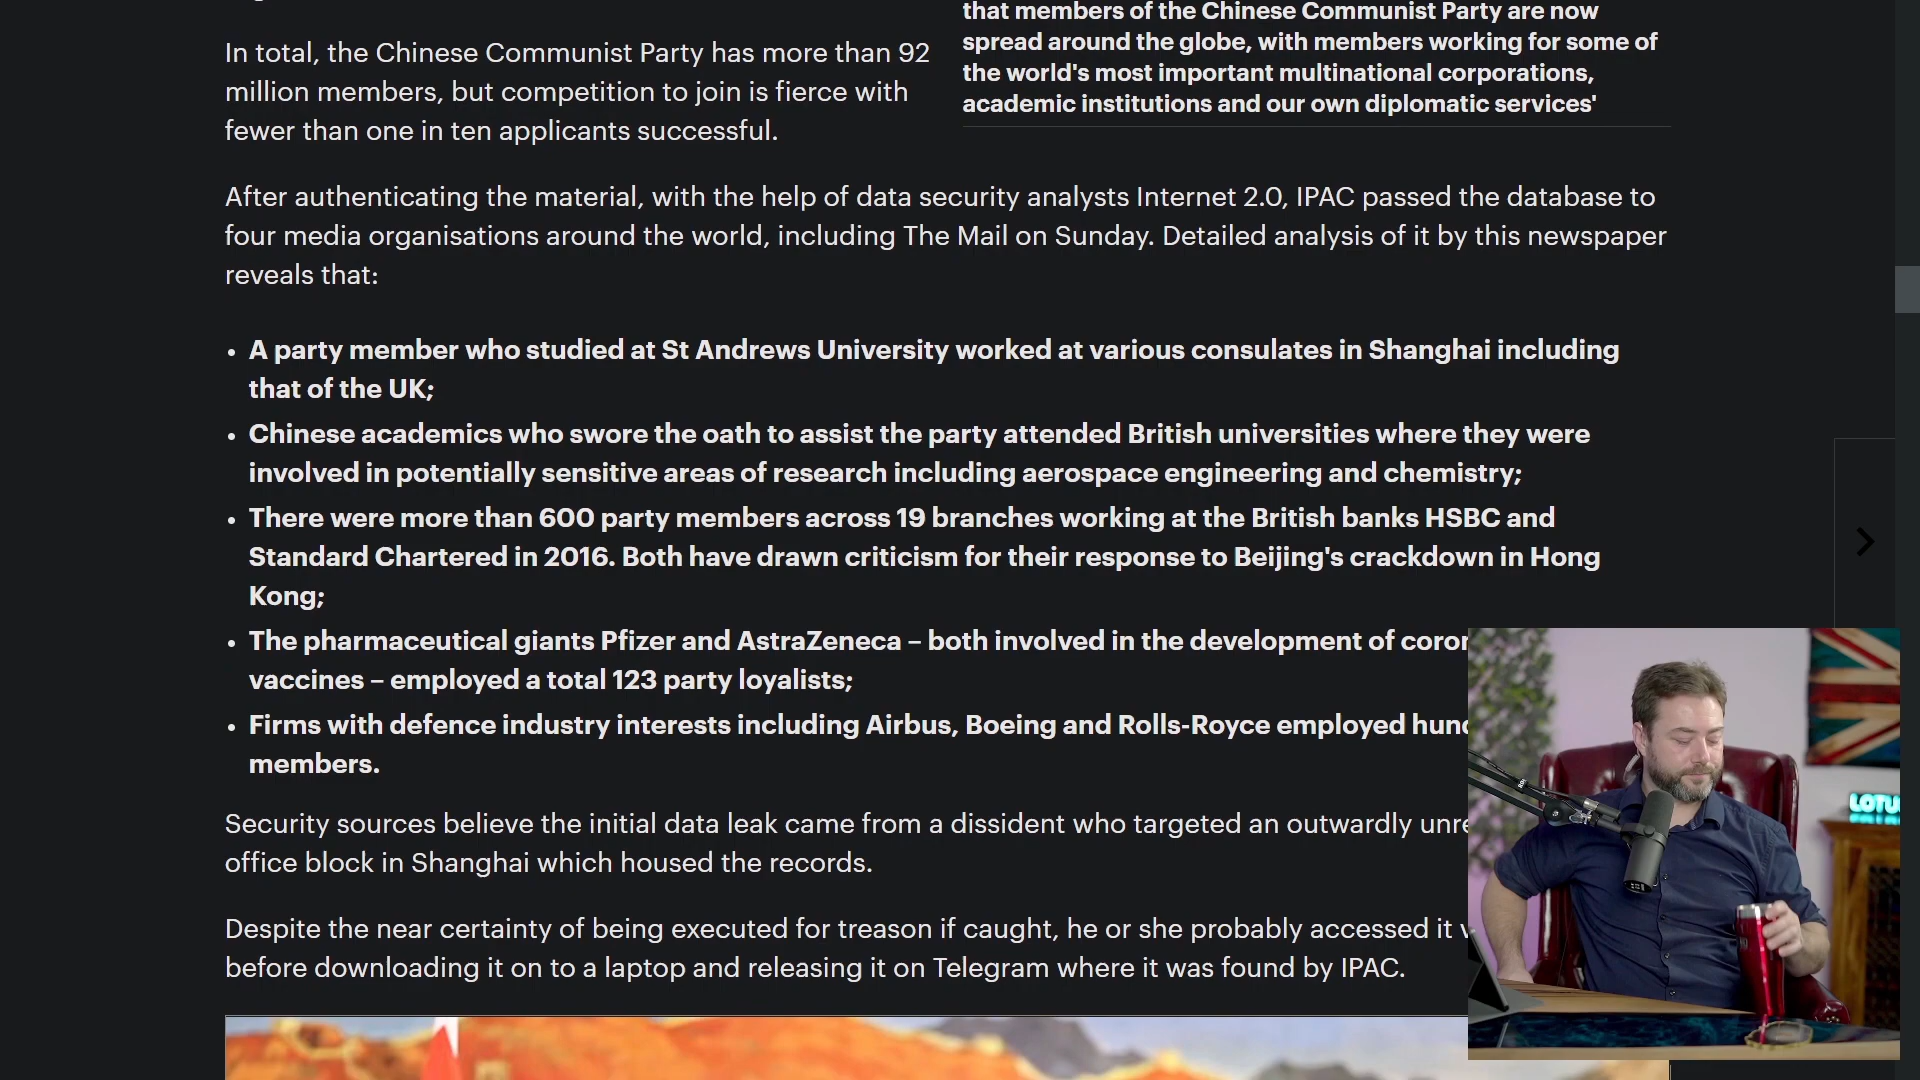 that members of the Chinese Communist Party are now
spread around the globe, with members working for some of
the world's most important multinational corporations,
academic institutions and our own diplomatic services'
In total, the Chinese Communist Party has more than 92
million members, but competition to join is fierce with
fewer than one in ten applicants successful.
After authenticating the material, with the help of data security analysts Internet 2.0, IPAC passed the database to
four media organisations around the world, including The Mail on Sunday. Detailed analysis of it by this newspaper
reveals that:
• A party member who studied at St Andrews University worked at various consulates in Shanghai including
that of the UK;
• Chinese academics who swore the oath to assist the party attended British universities where they were
involved in potentially sensitive areas of research including aerospace engineering and chemistry;
• There were more than 600 party members across 19 branches working at the British banks HSBC and
Standard Chartered in 2016. Both have drawn criticism for their response to Beijing's crackdown in Hong
Kong;
• The pharmaceutical giants Pfizer and AstraZeneca – both involved in the development of coron
vaccines – employed a total 123 party loyalists;
• Firms with defence industry interests including Airbus, Boeing and Rolls-Royce employed hund
members.
Security sources believe the initial data leak came from a dissident who targeted an outwardly unre
office block in Shanghai which housed the records.
Despite the near certainty of being executed for treason if caught, he or she probably accessed it
before downloading it on to a laptop and releasing it on Telegram where it was found by IPAC.
LOTU